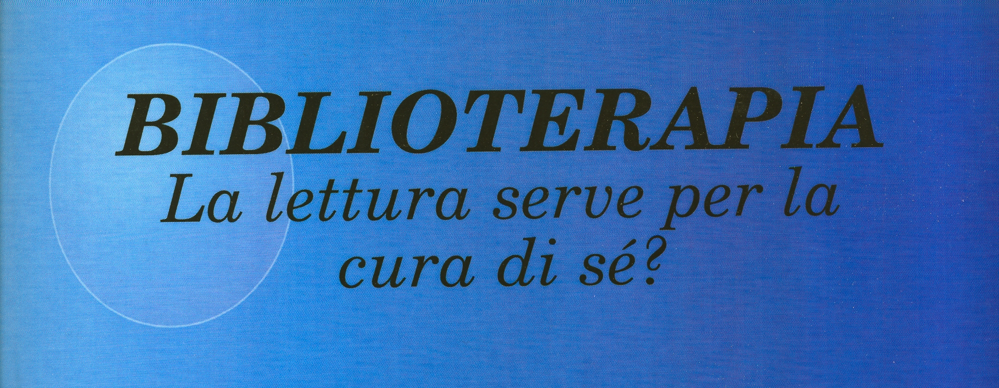 BIBLIOTERAPIA
La lettura serve per la
cura di sé?